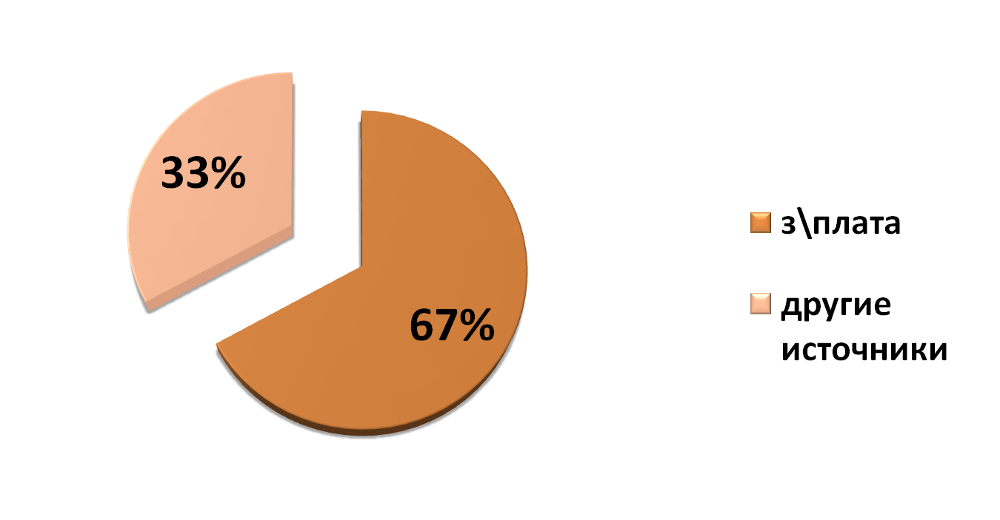 33%
67%
з\плата
другие
источники